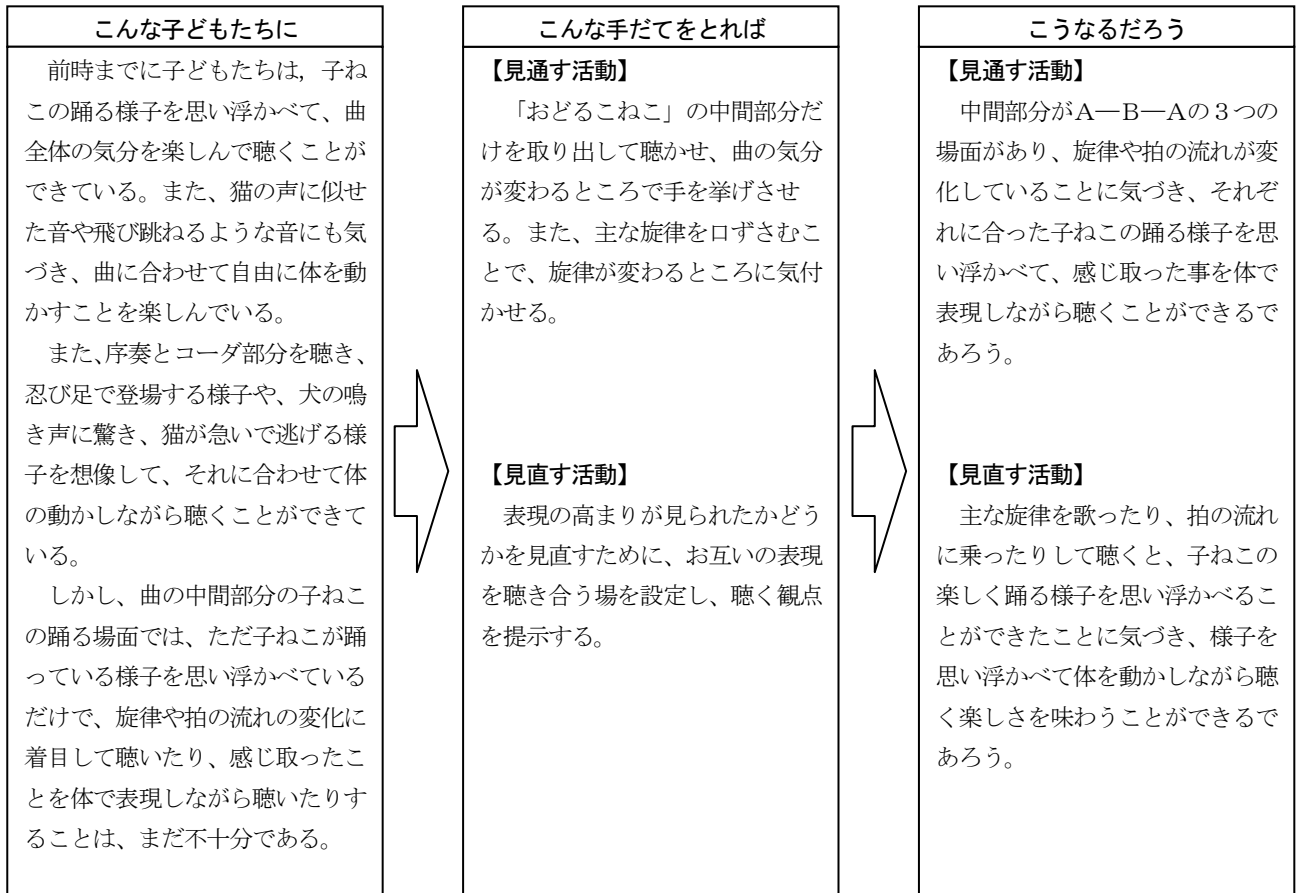 こんな子どもたちに
前時までに子どもたちは，子ね
この踊る様子を思い浮かべて、曲
全体の気分を楽しんで聴くことが
できている。また、猫の声に似せ
た音や飛び跳ねるような音にも気
づき、曲に合わせて自由に体を動
かすことを楽しんでいる。
また、序奏とコーダ部分を聴き、
忍び足で登場する様子や、犬の鳴
き声に驚き、猫が急いで逃げる様
子を想像して、それに合わせて体
の動かしながら聴くことができて
いる。
しかし、曲の中間部分の子ねこ
の踊る場面では、ただ子ねこが踊
っている様子を思い浮かべている
だけで、旋律や拍の流れの変化に
着目して聴いたり、感じ取ったこ
とを体で表現しながら聴いたりす
ることは、まだ不十分である。
こんな手だてをとれば
【見通す活動】
「おどるこねこ」の中間部分だ
けを取り出して聴かせ、曲の気分
が変わるところで手を挙げさせ
る。また、主な旋律を口ずさむこ
とで、旋律が変わるところに気付
かせる。
【見直す活動】
表現の高まりが見られたかどう
かを見直すために、お互いの表現
を聴き合う場を設定し、聴く観点
を提示する。
こうなるだろう
【見通す活動】
中間部分がA―B―Aの３つの
場面があり、旋律や拍の流れが変
化していることに気づき、それぞ
れに合った子ねこの踊る様子を思
い浮かべて、感じ取った事を体で
表現しながら聴くことができるで
あろう。
【見直す活動】
主な旋律を歌ったり、拍の流れ
に乗ったりして聴くと、子ねこの
楽しく踊る様子を思い浮かべるこ
とができたことに気づき、様子を
思い浮かべて体を動かしながら聴
く楽しさを味わうことができるで
あろう。